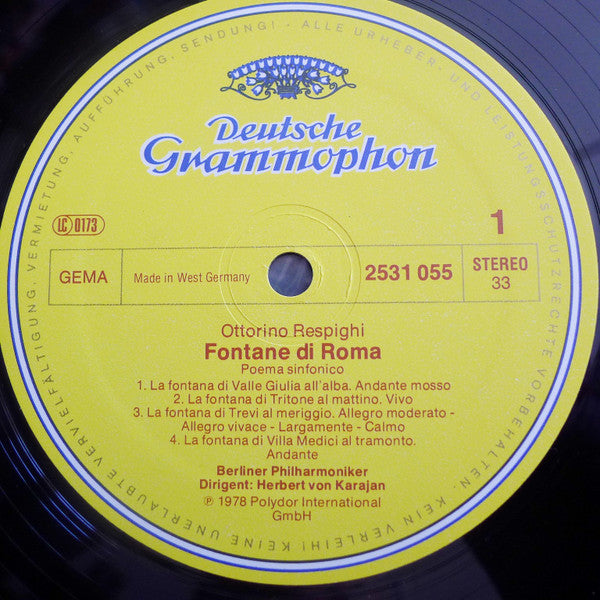 ALLE URHEBER- UND LEISTUNGSSCHUTZRECHTE VORBEHALTEN. KEIN VERLEIH! KEINE UNERLAUBTE VERVIELFÄLTIGUNG, VERMIETUNG, AUFFÜHRUNG, SENDUNG! -
Deutsche
Grammophon
LC 0173
1
GEMA
Made in West Germany
2531 055
STEREO
33
Ottorino Respighi
Fontane di Roma
Poema sinfonico
1. La fontana di Valle Giulia all'alba. Andante mosso
2. La fontana di Tritone al mattino. Vivo
3. La fontana di Trevi al meriggio. Allegro moderato -
Allegro vivace - Largamente - Calmo
4. La fontana di Villa Medici al tramonto.
Andante
Berliner Philharmoniker
Dirigent: Herbert von Karajan
℗ 1978 Polydor International
GmbH